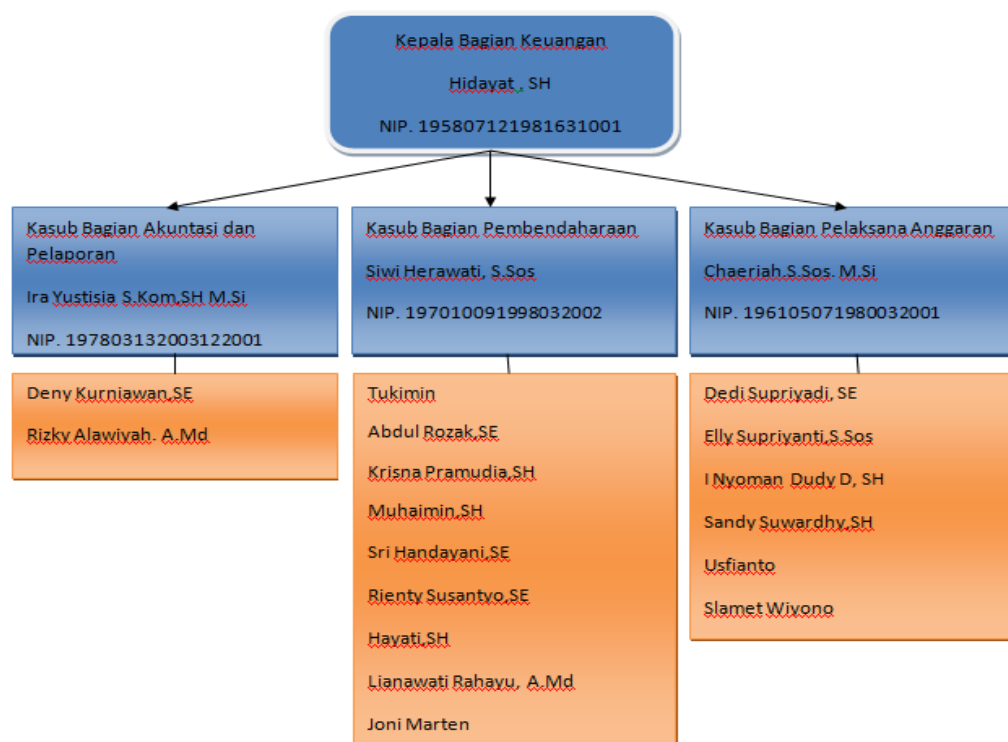 Kepala Bagian Keuangan
Hidayat , SH
NIP. 195807121981631001
Kasub Bagian Akuntasi dan
Pelaporan
Ira Yustisia S.Kom,SH M.Si
NIP. 197803132003122001
Kasub Bagian Pembendaharaan
Siwi Herawati, S.Sos
NIP. 197010091998032002
Kasub Bagian Pelaksana Anggaran
Chaeriah.S.Sos. M.Si
NIP. 196105071980032001
Deny Kurniawan,SE
Rizky Alawiyah. A.Md
Tukimin
Abdul Rozak,SE
Krisna Pramudia,SH
Muhaimin,SH
Sri Handayani,SE
Rienty Susantyo,SE
Hayati,SH
Lianawati Rahayu, A.Md
Joni Marten
Dedi Supriyadi, SE
Elly Supriyanti,S.Sos
I Nyoman Dudy D, SH
Sandy Suwardhy,SH
Usfianto
Slamet Wiyono